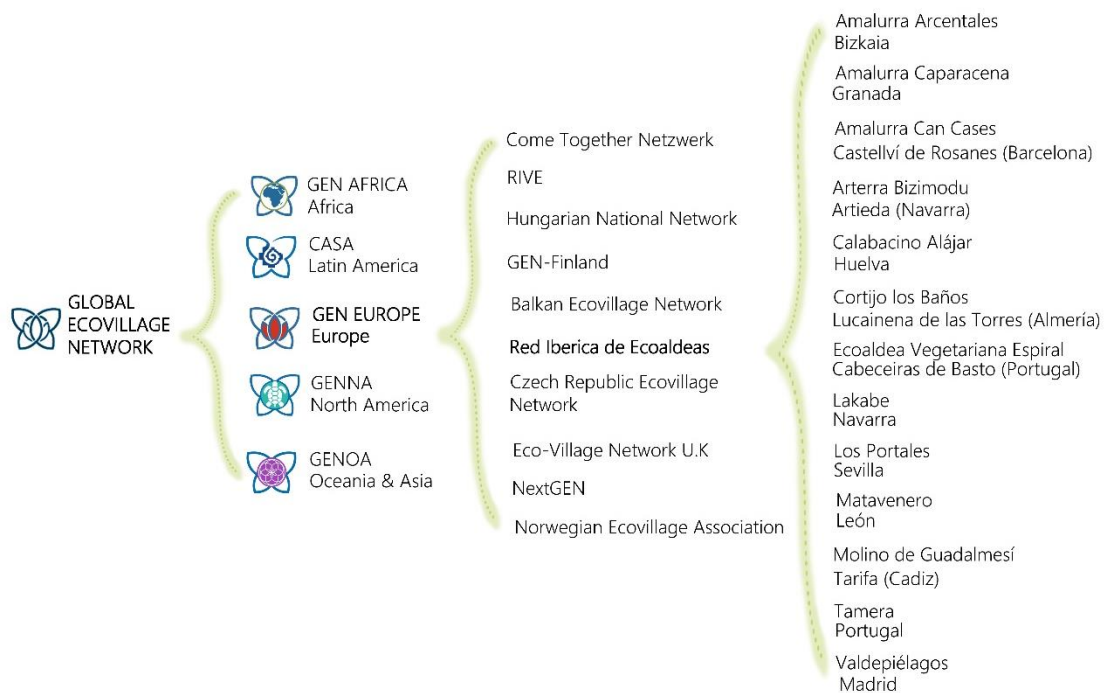 GLOBAL
ECOVILLAGE
NETWORK
GEN AFRICA
Africa
CASA
Latin America
GEN EUROPE
Europe
GENNA
North America
GENOA
Oceania & Asia
Come Together Netzwerk
RIVE
Hungarian National Network
GEN-Finland
Balkan Ecovillage Network
Red Iberica de Ecoaldeas
Czech Republic Ecovillage
Network
Eco-Village Network U.K
NextGEN
Norwegian Ecovillage Association
Amalurra Arcentales
Bizkaia
Amalurra Caparacena
Granada
Amalurra Can Cases
Castellví de Rosanes (Barcelona)
Arterra Bizimodu
Artieda (Navarra)
Calabacino Alájar
Huelva
Cortijo los Baños
Lucainena de las Torres (Almería)
Ecoaldea Vegetariana Espiral
Cabeceiras de Basto (Portugal)
Lakabe
Navarra
Los Portales
Sevilla
Matavenero
León
Molino de Guadalmesí
Tarifa (Cadiz)
Tamera
Portugal
Valdepiélagos
Madrid